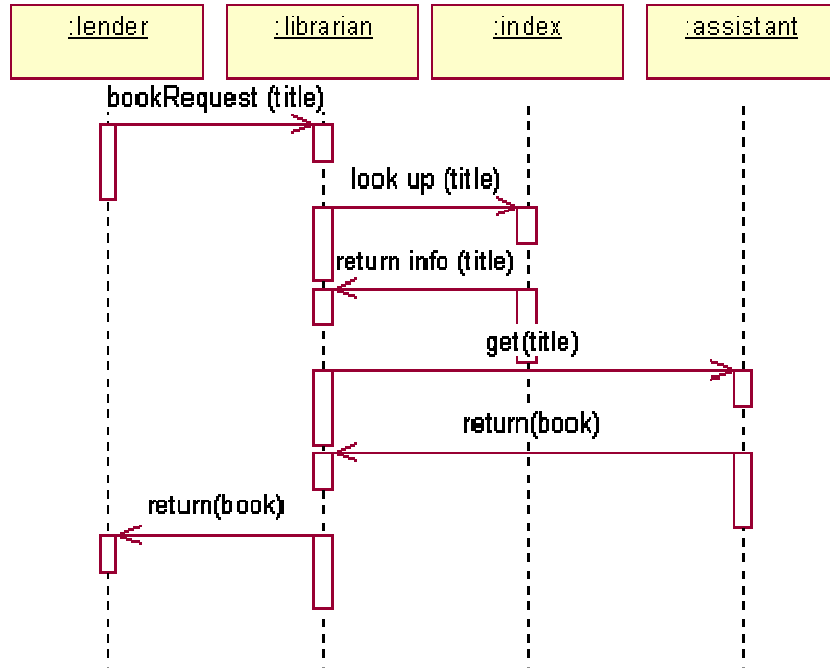 :lender :librarian :index :assistant
bookRequest (title)
look up (title)
return info (title)
get(title)
return(book)
return(book)